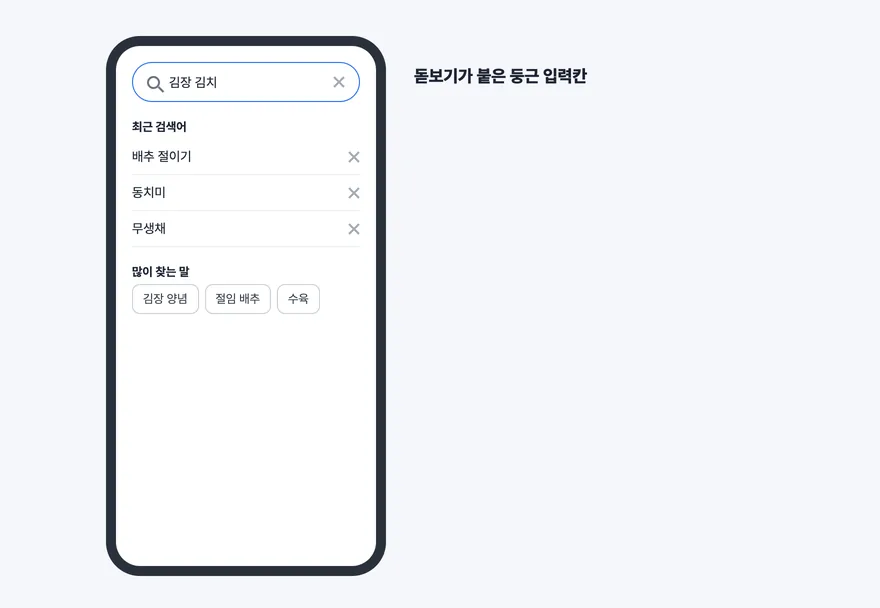 김장 김치
최근 검색어
배추 절이기
동치미
무생채
많이 찾는 말
김장 양념
절임 배추
수육
돋보기가 붙은 둥근 입력칸